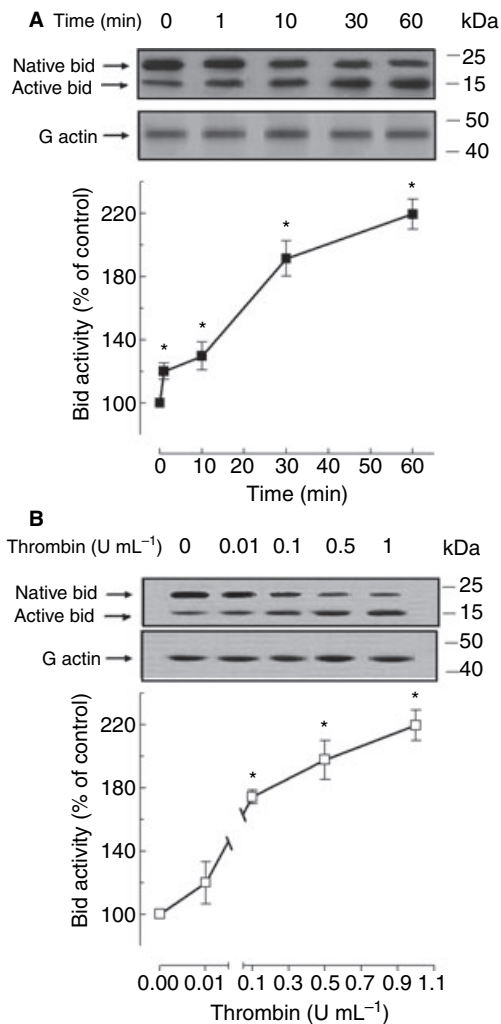 A Time (min) 0 1 10 30 60 kDa
Native bid
Active bid
25
15
G actin
50
40
Bid activity (% of control)
220
180
140
100
* * * *
0 10 20 30 40 50 60
Time (min)
B
Thrombin (U mL⁻¹) 0 0.01 0.1 0.5 1 kDa
Native bid
Active bid
25
15
G actin
50
40
Bid activity (% of control)
220
180
140
100
* * *
0.00 0.01 0.1 0.3 0.5 0.7 0.9 1.1
Thrombin (U mL⁻¹)